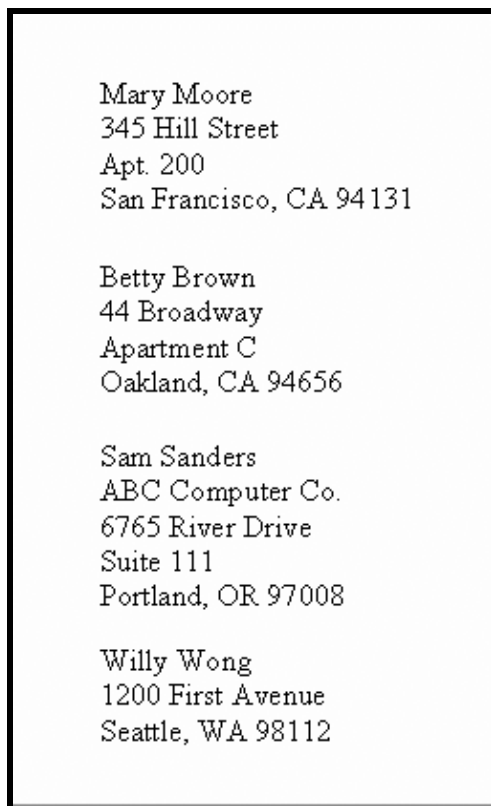 Mary Moore
345 Hill Street
Apt. 200
San Francisco, CA 94131
Betty Brown
44 Broadway
Apartment C
Oakland, CA 94656
Sam Sanders
ABC Computer Co.
6765 River Drive
Suite 111
Portland, OR 97008
Willy Wong
1200 First Avenue
Seattle, WA 98112